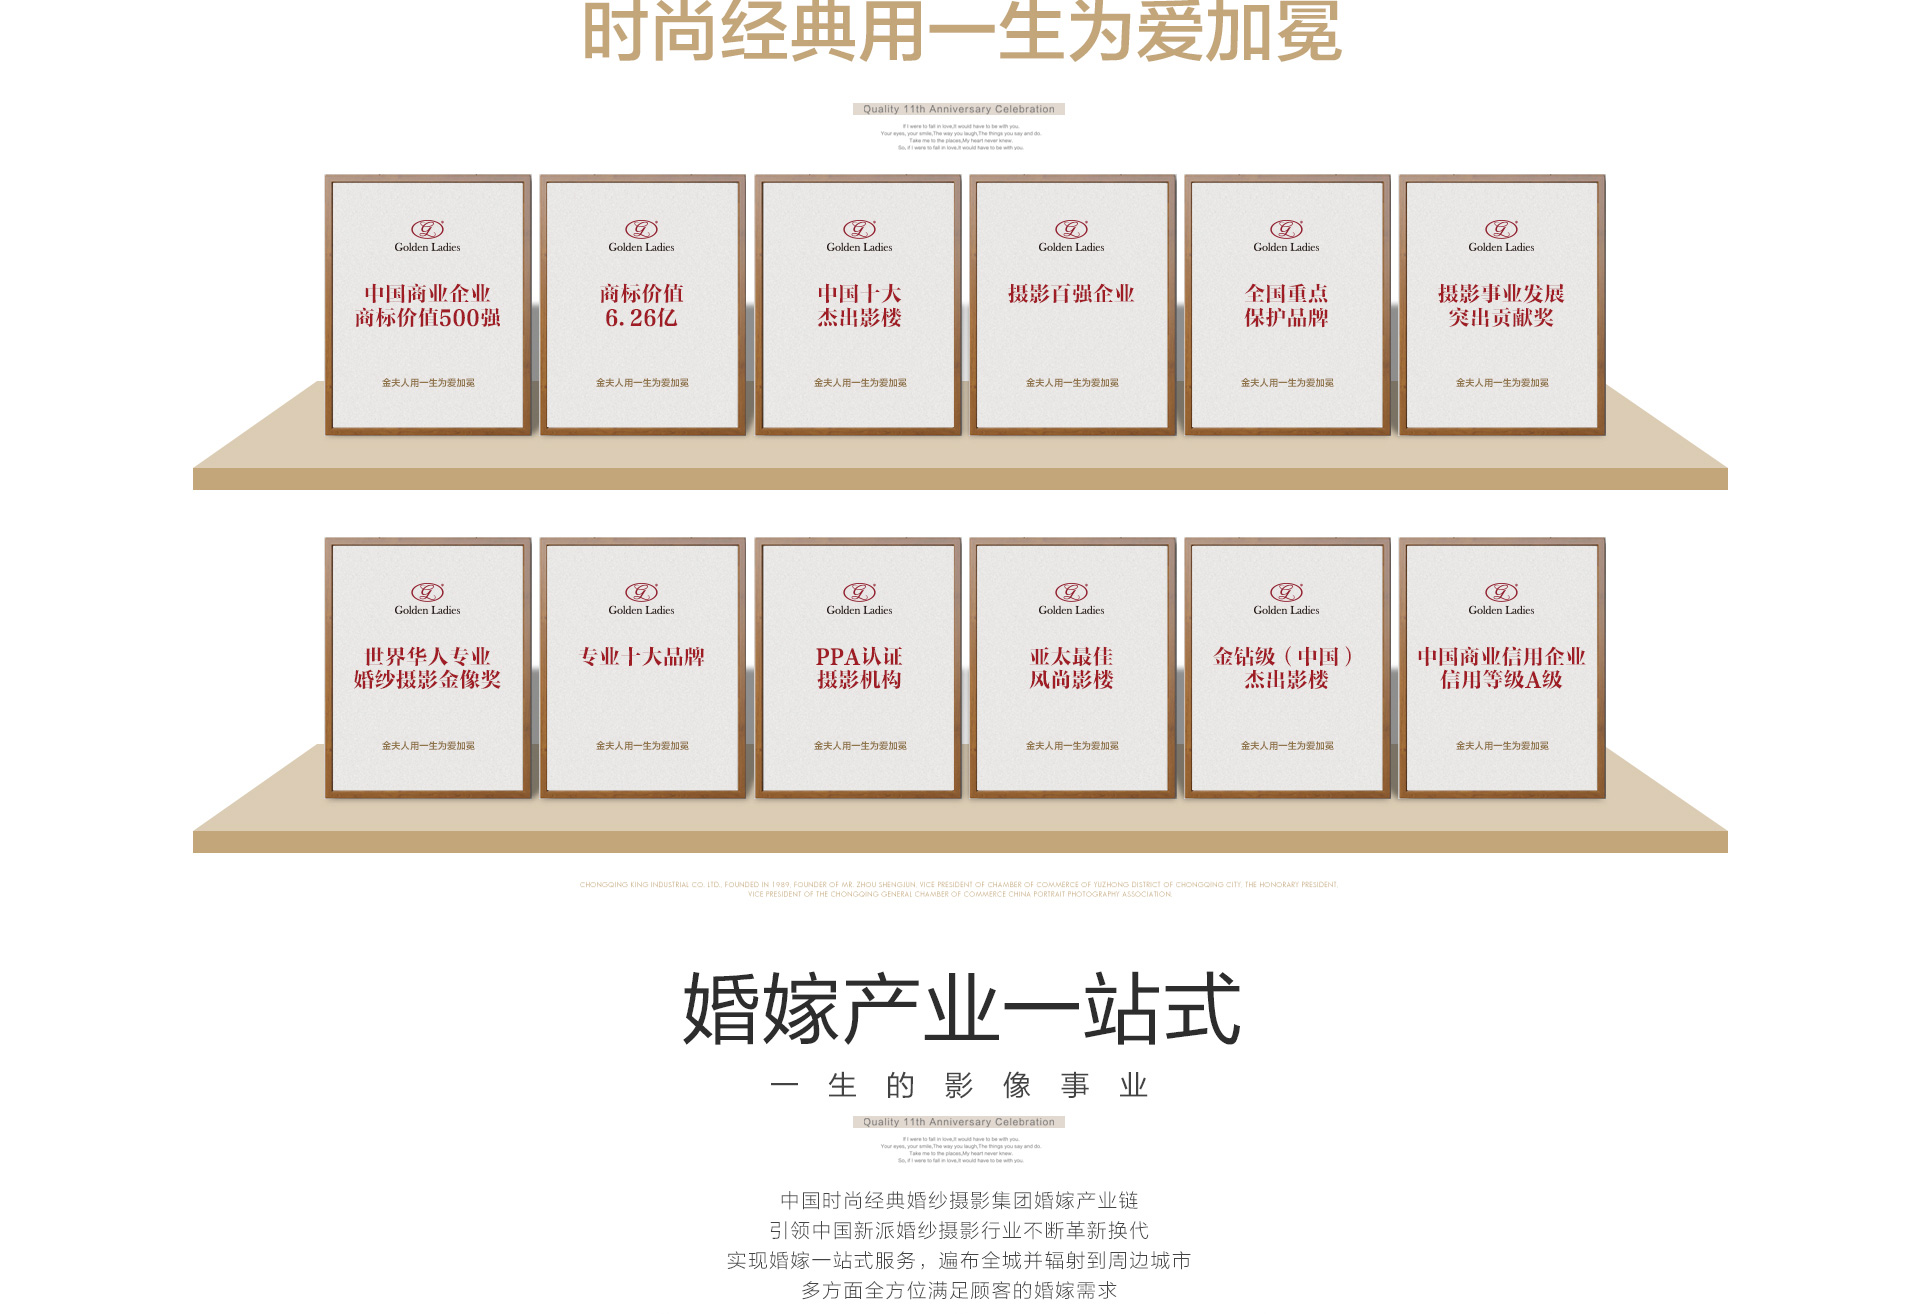 时尚经典用一生为爱加冕
Quality 11th Anniversary Celebration
If I were to fall in love,it would have to be with you.
Your eyes, your smile,The way you laugh,The things you say and do.
Take me to the places,My heart never knew.
So, if I were to fall in love,it would have to be with you.
Golden Ladies
中国商业企业
商标价值500强
金夫人用一生为爱加冕
Golden Ladies
商标价值
6.26亿
金夫人用一生为爱加冕
Golden Ladies
中国十大
杰出影楼
金夫人用一生为爱加冕
Golden Ladies
摄影百强企业
金夫人用一生为爱加冕
Golden Ladies
全国重点
保护品牌
金夫人用一生为爱加冕
Golden Ladies
摄影事业发展
突出贡献奖
金夫人用一生为爱加冕
Golden Ladies
世界华人专业
婚纱摄影金像奖
金夫人用一生为爱加冕
Golden Ladies
专业十大品牌
金夫人用一生为爱加冕
Golden Ladies
PPA认证
摄影机构
金夫人用一生为爱加冕
Golden Ladies
亚太最佳
风尚影楼
金夫人用一生为爱加冕
Golden Ladies
金钻级（中国）
杰出影楼
金夫人用一生为爱加冕
Golden Ladies
中国商业信用企业
信用等级A级
金夫人用一生为爱加冕
CHONGQING KING INDUSTRIAL CO. LTD., FOUNDED IN 1989, FOUNDER OF MR. ZHOU SHENGJUN, VICE PRESIDENT OF CHAMBER OF COMMERCE OF YUZHONG DISTRICT OF CHONGQING CITY, THE HONORARY PRESIDENT,
VICE PRESIDENT OF THE CHONGQING GENERAL CHAMBER OF COMMERCE CHINA PORTRAIT PHOTOGRAPHY ASSOCIATION.
婚嫁产业一站式
一生的影像事业
Quality 11th Anniversary Celebration
If I were to fall in love,it would have to be with you.
Your eyes, your smile,The way you laugh,The things you say and do.
Take me to the places,My heart never knew.
So, if I were to fall in love,it would have to be with you.
中国时尚经典婚纱摄影集团婚嫁产业链
引领中国新派婚纱摄影行业不断革新换代
实现婚嫁一站式服务，遍布全城并辐射到周边城市
多方面全方位满足顾客的婚嫁需求